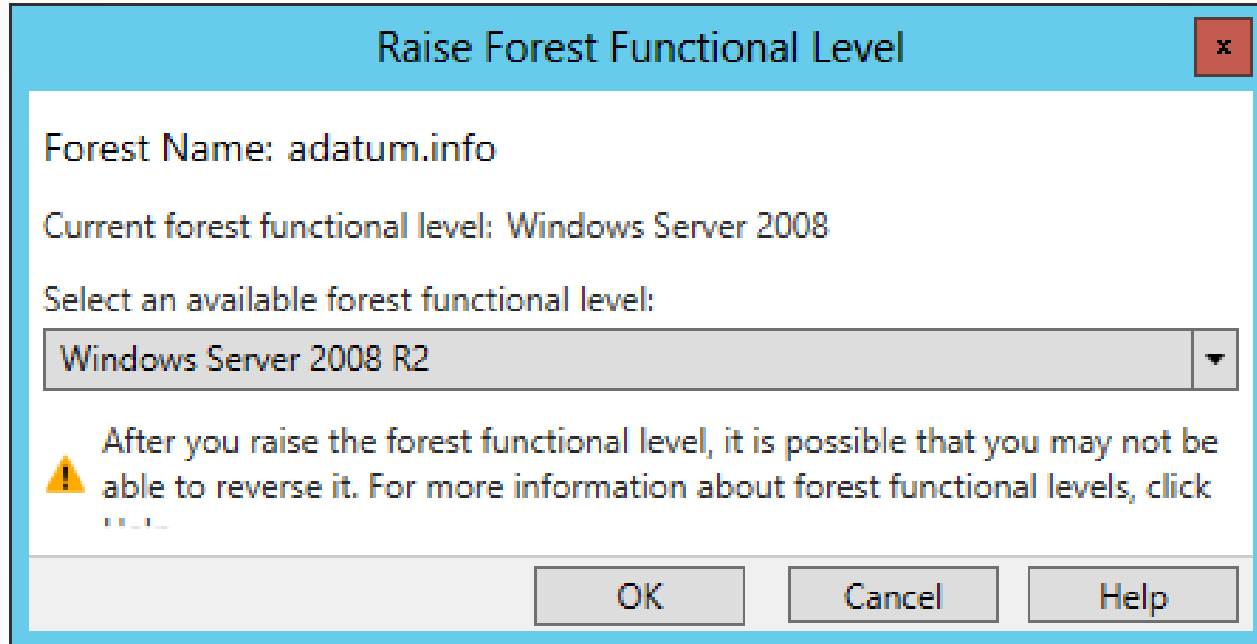 Raise Forest Functional Level
x
Forest Name: adatum.info
Current forest functional level: Windows Server 2008
Select an available forest functional level:
Windows Server 2008 R2
After you raise the forest functional level, it is possible that you may not be
able to reverse it. For more information about forest functional levels, click
OK Cancel Help